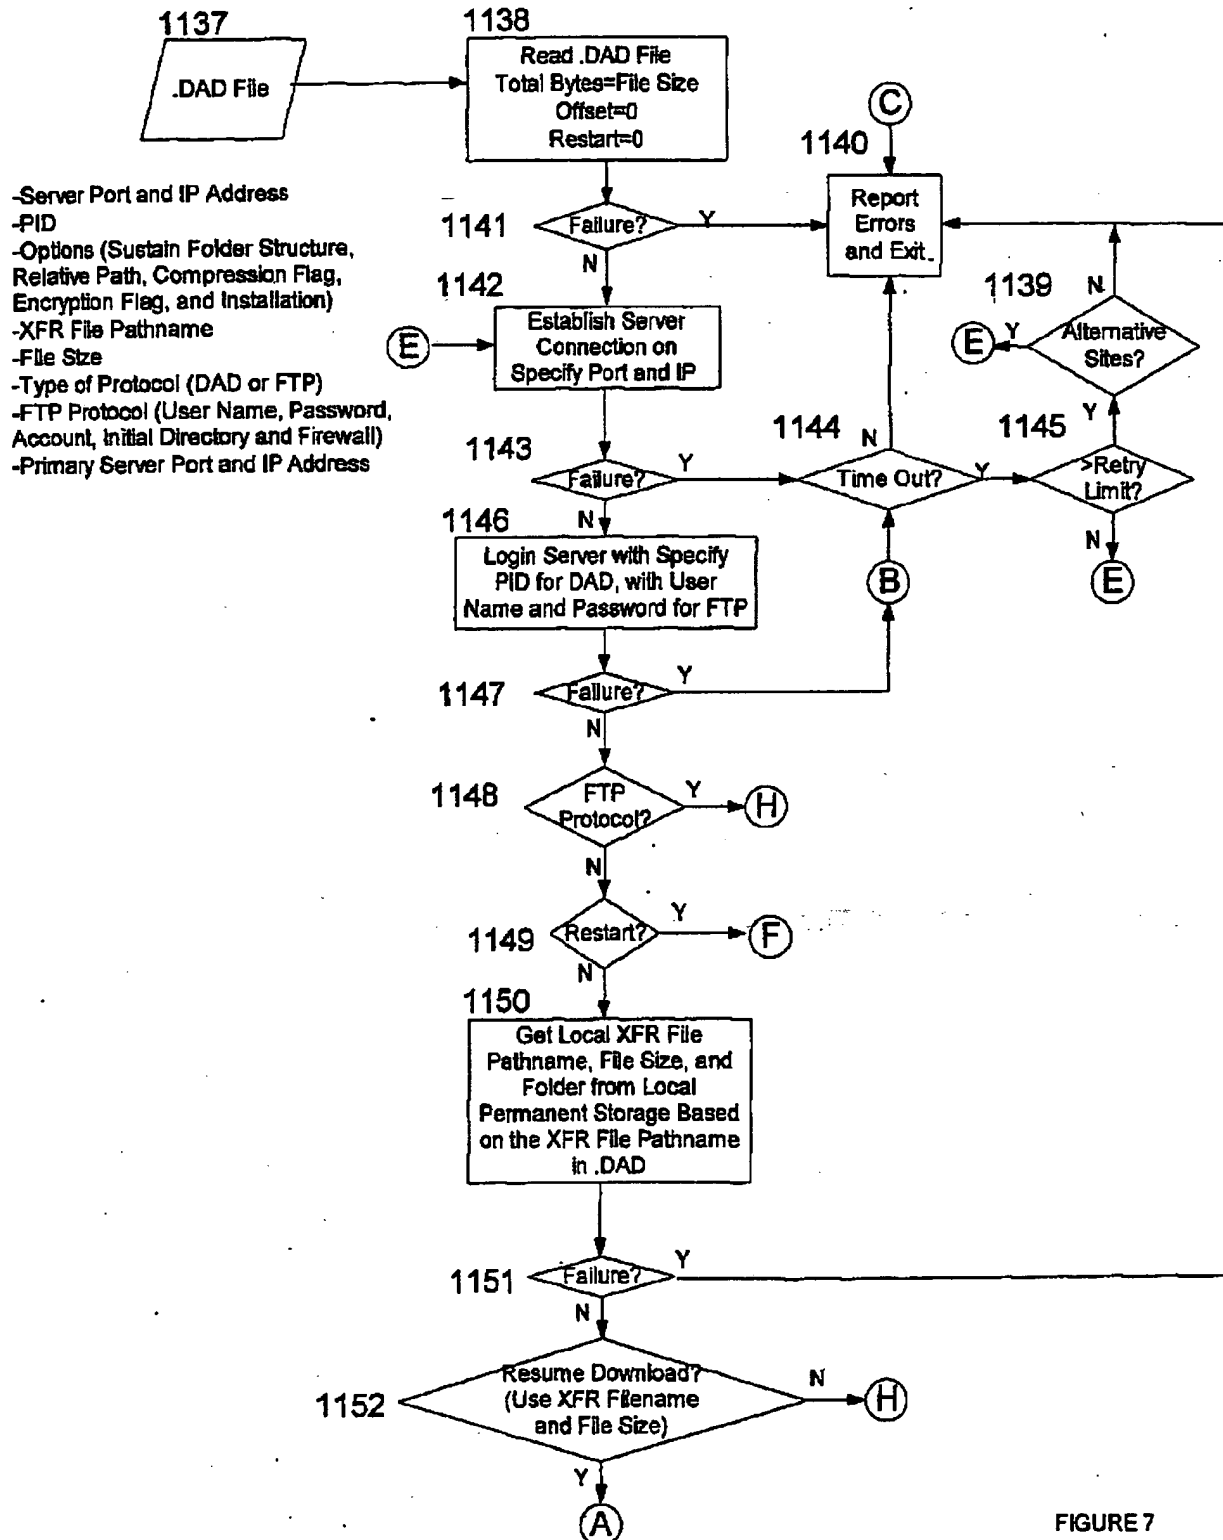 1137
.DAD File
1138
Read .DAD File
Total Bytes=File Size
Offset=0
Restart=0
C
1140
Report
Errors
and Exit
-Server Port and IP Address
-PID
-Options (Sustain Folder Structure,
Relative Path, Compression Flag,
Encryption Flag, and Installation)
-XFR File Pathname
-File Size
-Type of Protocol (DAD or FTP)
-FTP Protocol (User Name, Password,
Account, Initial Directory and Firewall)
-Primary Server Port and IP Address
1141
Failure?
Y
N
1142
E
Establish Server
Connection on
Specify Port and IP
1139
N
E
Y
Alternative
Sites?
Y
1143
Failure?
Y
N
1144
N
Time Out?
Y
1145
>Retry
Limit?
N
E
1146
Login Server with Specify
PID for DAD, with User
Name and Password for FTP
B
1147
Failure?
Y
N
1148
FTP
Protocol?
Y
H
N
1149
Restart?
Y
F
N
1150
Get Local XFR File
Pathname, File Size, and
Folder from Local
Permanent Storage Based
on the XFR File Pathname
in .DAD
1151
Failure?
Y
N
1152
Resume Download?
(Use XFR Filename
and File Size)
N
H
Y
A
FIGURE 7